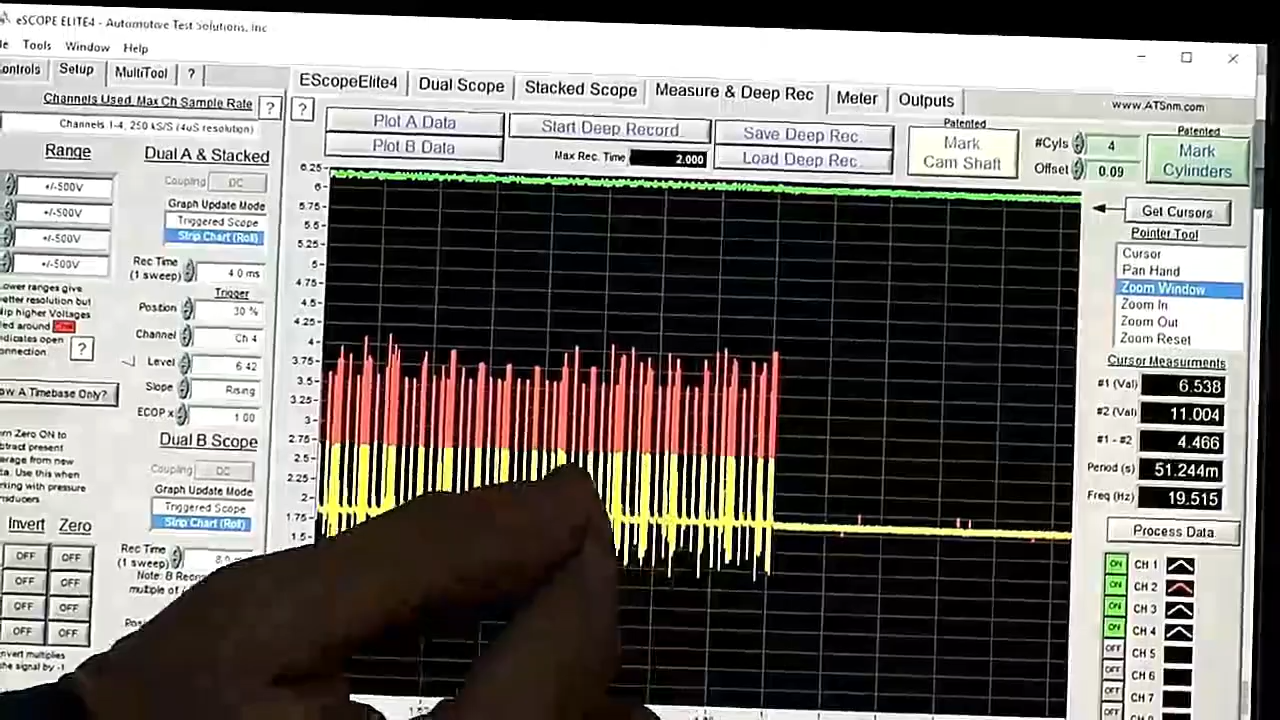 eSCOPE ELITE4 - Automotive Test Solutions, Inc
Tools Window Help
Setup MultiTool ?
EScopeElite4 Dual Scope Stacked Scope Measure & Deep Rec Meter Outputs
www.ATSnm.com
Channels Used, Max Ch Sample Rate ?
Channels 1-4, 250 kS/S (4uS resolution)
Range
+/-500V
+/-500V
+/-500V
+/-500V
Dual A & Stacked
Coupling DC
Graph Update Mode
Triggered Scope
Strip Chart (Roll)
Rec Time
(1 sweep) 4.0 ms
Trigger
Position 30 %
Channel Ch 4
Level 6.42
Slope Rising
ECOP x 1.00
Dual B Scope
Coupling DC
Graph Update Mode
Triggered Scope
Strip Chart (Roll)
Rec Time
(1 sweep) 8.0
Note: B Reco
multiple of
A Timebase Only?
Invert Zero
OFF OFF
OFF OFF
OFF OFF
OFF OFF
?
Plot A Data
Plot B Data
Start Deep Record
Max Rec. Time 2.000
Save Deep Rec.
Load Deep Rec.
Patented
Mark
Cam Shaft
#Cyls 4
Offset 0.09
Patented
Mark
Cylinders
6.25
6
5.75
5.5
5.25
5
4.75
4.5
4.25
4
3.75
3.5
3.25
3
2.75
2.5
2.25
2
1.75
1.5
Get Cursors
Pointer Tool
Cursor
Pan Hand
Zoom Window
Zoom In
Zoom Out
Zoom Reset
Cursor Measurments
#1 (Val) 6.538
#2 (Val) 11.004
#1 - #2 4.466
Period (s) 51.244m
Freq (Hz) 19.515
Process Data
ON CH 1
ON CH 2
ON CH 3
ON CH 4
OFF CH 5
OFF CH 6
OFF CH 7